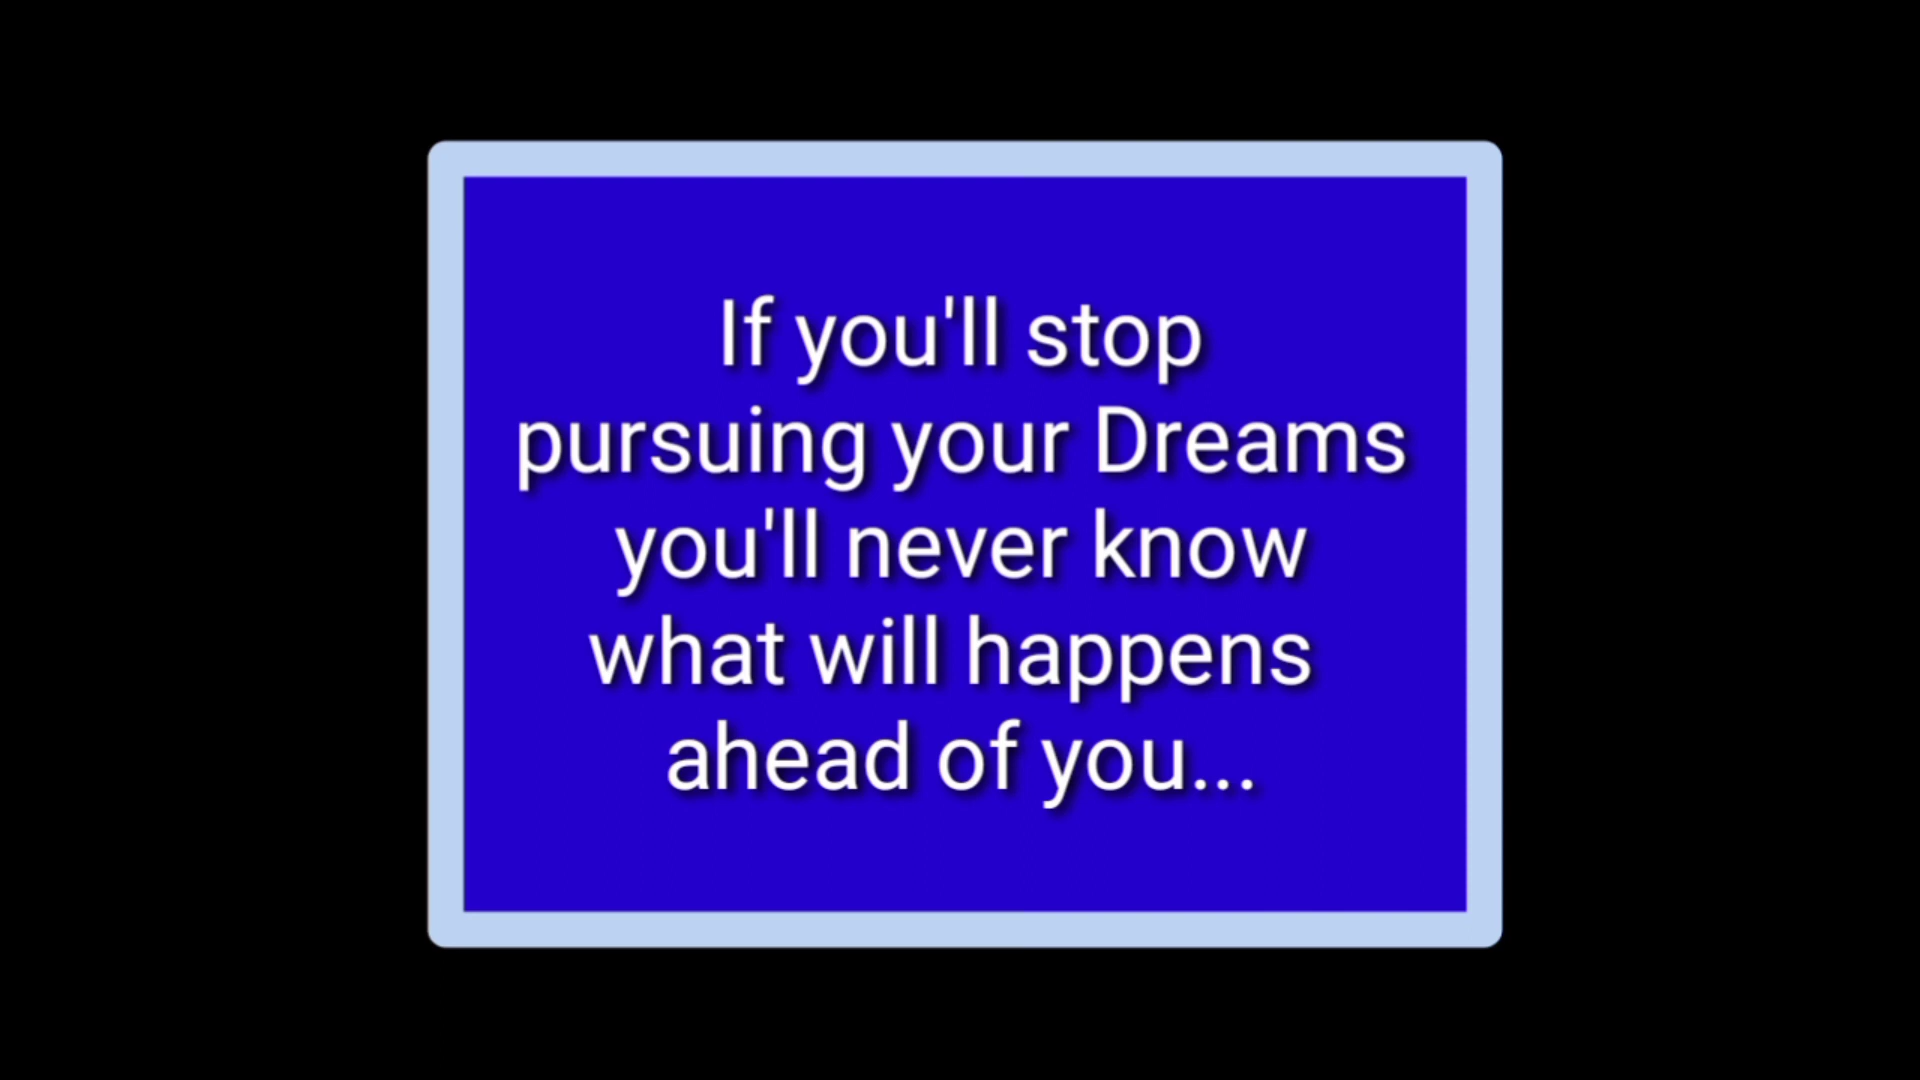 If you'll stop
pursuing your Dreams
you'll never know
what will happens
ahead of you...